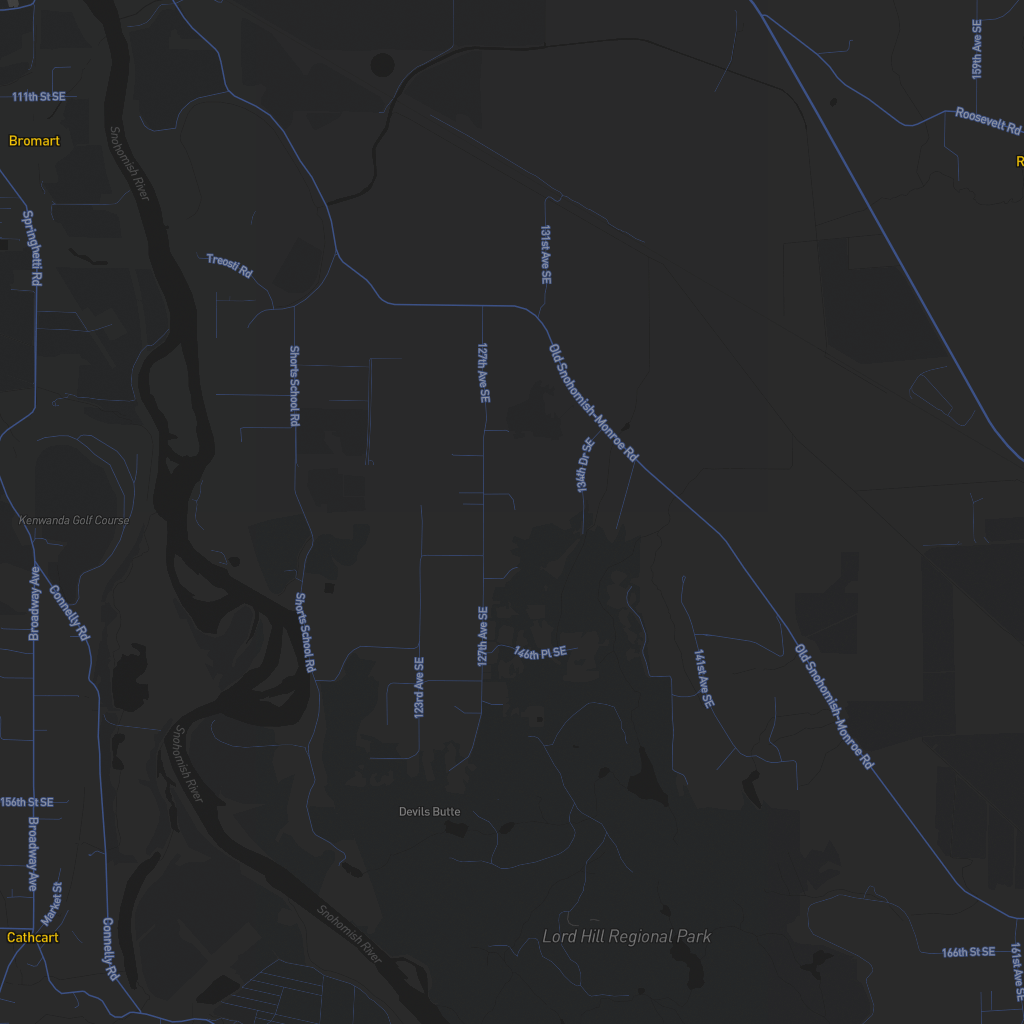 159th Ave SE
111th St SE
Roosevelt Rd
Bromart
R
Snohomish River
Springhetti Rd
Treosti Rd
131st Ave SE
Shorts School Rd
127th Ave SE
Old Snohomish-Monroe Rd
134th Dr SE
Kenwanda Golf Course
Broadway Ave
Connelly Rd
Shorts School Rd
127th Ave SE
146th Pl SE
123rd Ave SE
141st Ave SE
Old Snohomish-Monroe Rd
Snohomish River
156th St SE
Devils Butte
Broadway Ave
Market St
Cathcart
Connelly Rd
Snohomish River
Lord Hill Regional Park
166th St SE
161st Ave SE